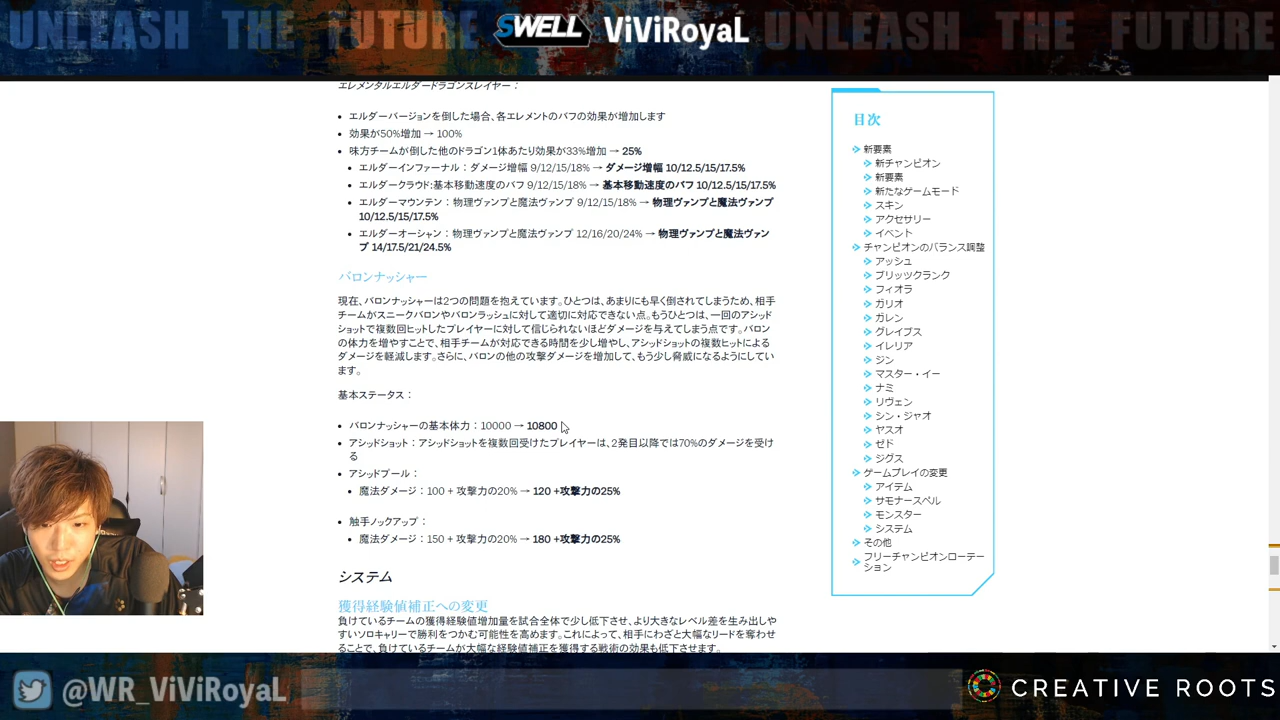 UNLEASH THE FUTURE SWELL ViViRoyaL UNLEASH THE FUTURE
エレメンタルエルダードラゴンスレイヤー：
• エルダーバージョンを倒した場合、各エレメントのバフの効果が増加します
• 効果が50%増加 → 100%
• 味方チームが倒した他のドラゴン1体あたり効果が33%増加 → 25%
• エルダーインファーナル：ダメージ増幅 9/12/15/18% → ダメージ増幅 10/12.5/15/17.5%
• エルダークラウド:基本移動速度のバフ 9/12/15/18% → 基本移動速度のバフ 10/12.5/15/17.5%
• エルダーマウンテン：物理ヴァンプと魔法ヴァンプ 9/12/15/18% → 物理ヴァンプと魔法ヴァンプ
10/12.5/15/17.5%
• エルダーオーシャン：物理ヴァンプと魔法ヴァンプ 12/16/20/24% → 物理ヴァンプと魔法ヴァン
プ 14/17.5/21/24.5%
バロンナッシャー
現在、バロンナッシャーは2つの問題を抱えています。ひとつは、あまりにも早く倒されてしまうため、相手
チームがスニークバロンやバロンラッシュに対して適切に対応できない点。もうひとつは、一回のアシッド
ショットで複数回ヒットしたプレイヤーに対して信じられないほどダメージを与えてしまう点です。バロン
の体力を増やすことで、相手チームが対応できる時間を少し増やし、アシッドショットの複数ヒットによる
ダメージを軽減します。さらに、バロンの他の攻撃ダメージを増加して、もう少し脅威になるようにしてい
ます。
基本ステータス：
• バロンナッシャーの基本体力：10000 → 10800
• アシッドショット：アシッドショットを複数回受けたプレイヤーは、2発目以降では70%のダメージを受け
る
• アシッドプール：
• 魔法ダメージ：100 + 攻撃力の20% → 120 +攻撃力の25%
• 触手ノックアップ：
• 魔法ダメージ：150 + 攻撃力の20% → 180 +攻撃力の25%
システム
獲得経験値補正への変更
負けているチームの獲得経験値増加量を試合全体で少し低下させ、より大きなレベル差を生み出しや
すいソロキャリーで勝利をつかむ可能性を高めます。これによって、相手にわざと大幅なリードを奪わせ
ることで、負けているチームが大幅な経験値補正を獲得する戦術の効果も低下させます。
目次
新要素
新チャンピオン
新要素
新たなゲームモード
スキン
アクセサリー
イベント
チャンピオンのバランス調整
アッシュ
ブリッツクランク
フィオラ
ガリオ
ガレン
グレイブス
イレリア
ジン
マスター・イー
ナミ
リヴェン
シン・ジャオ
ヤスオ
ゼド
ジグス
ゲームプレイの変更
アイテム
サモナースペル
モンスター
システム
その他
フリーチャンピオンローテー
ション
@WR_ViViRoyaL
CREATIVE ROOTS